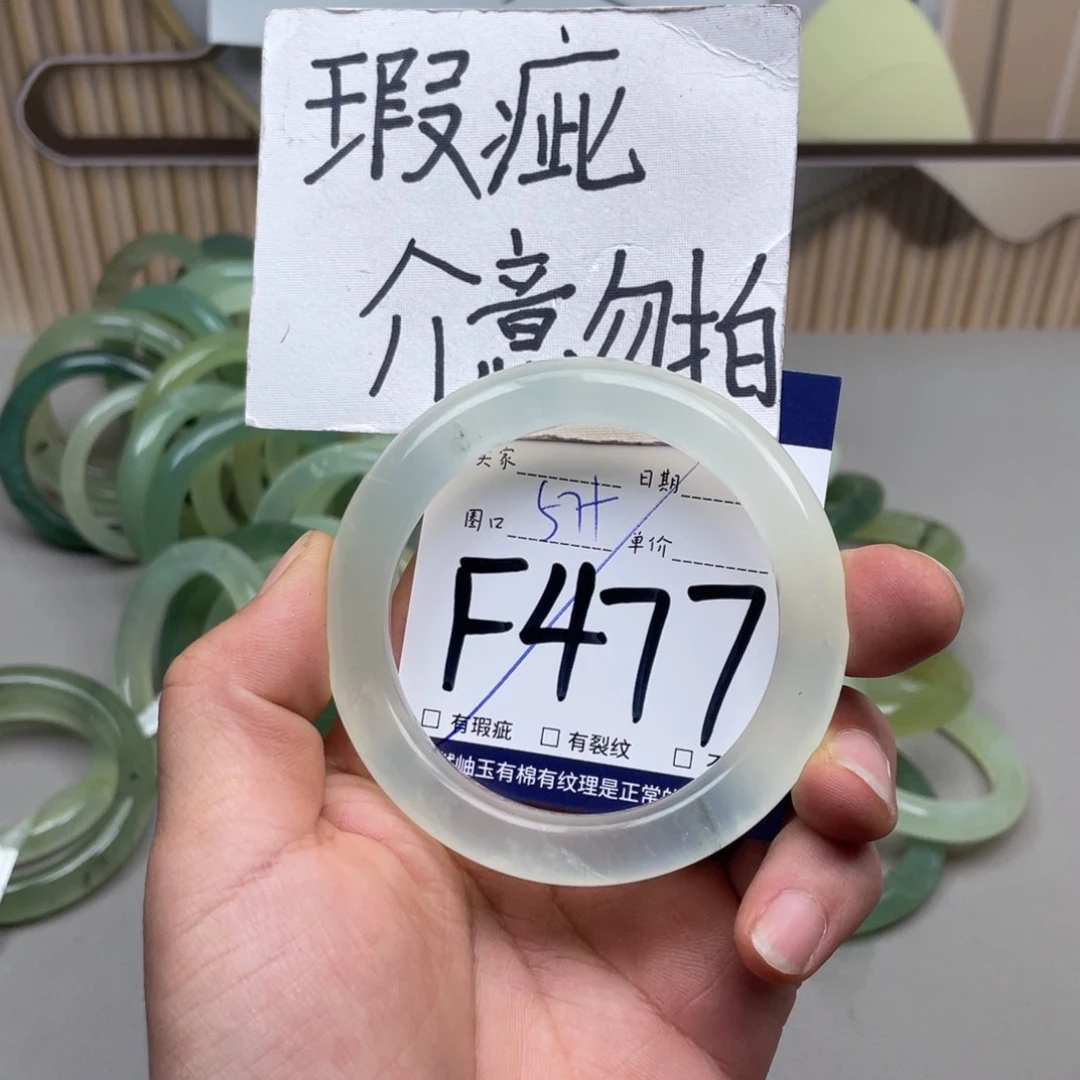 瑕疵
介意勿拍
买家 日期
圈口 57+ 单价
F477
□ 有瑕疵 □ 有裂纹 □
岫玉有棉有纹理是正常